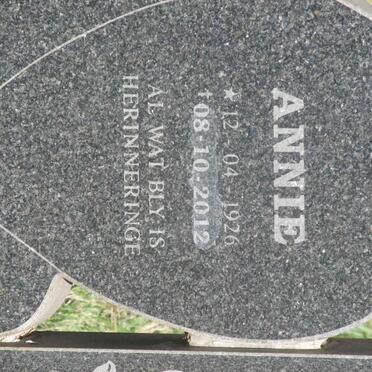 ANNIE
★ 12 - 04 - 1926
✝ 08.10.2012
AL WAT BLY IS
HERINNERINGE